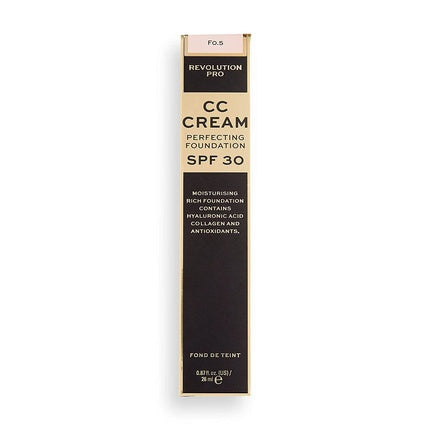 F0.5
REVOLUTION
PRO
CC
CREAM
PERFECTING
FOUNDATION
SPF 30
MOISTURISING
RICH FOUNDATION
CONTAINS
HYALURONIC ACID
COLLAGEN AND
ANTIOXIDANTS.
FOND DE TEINT
0.87 fl. oz. (US) /
26 ml ℮